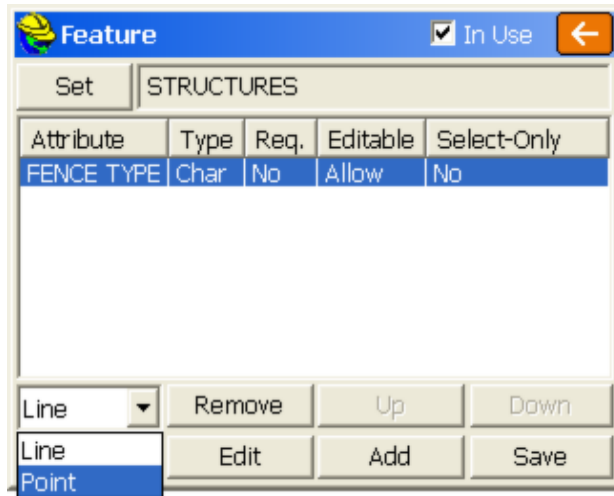 Feature In Use
Set STRUCTURES
Attribute Type Req. Editable Select-Only
FENCE TYPE Char No Allow No
Line Remove Up Down
Line Edit Add Save
Point